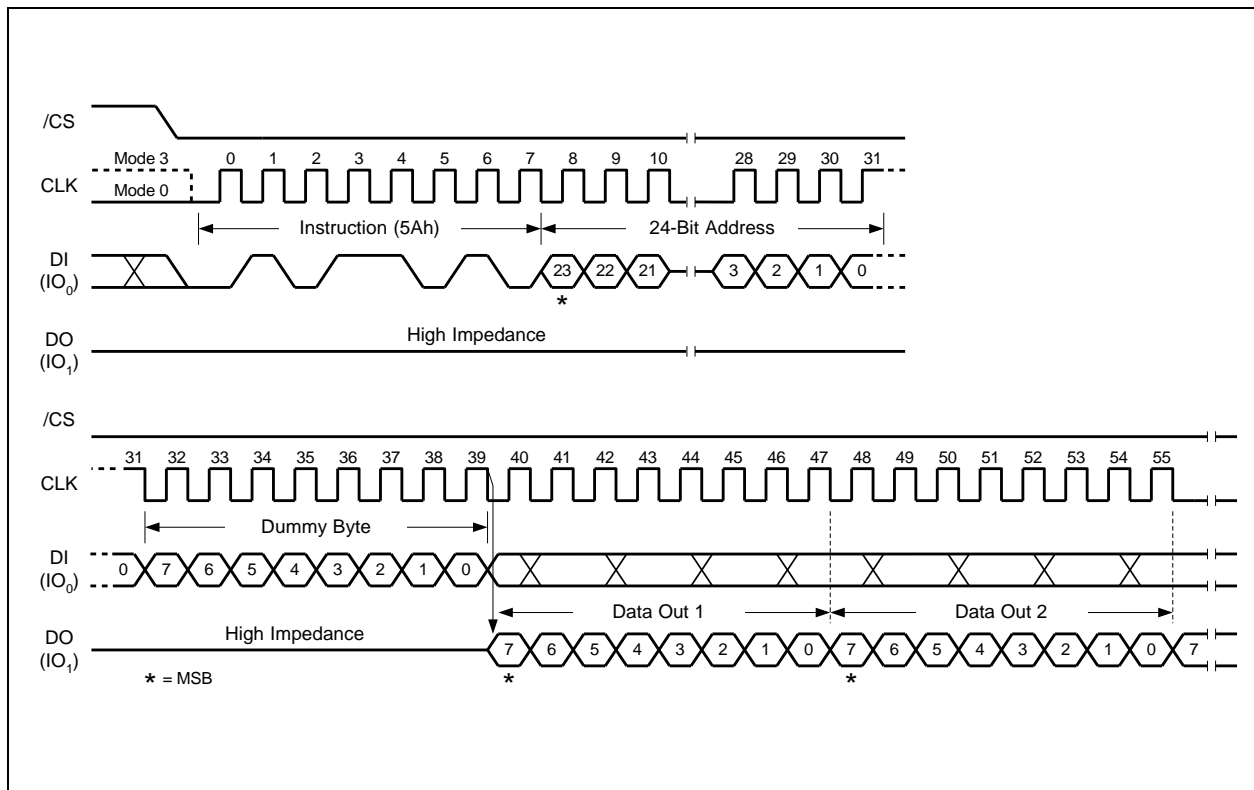 /CS
Mode 3 0 1 2 3 4 5 6 7 8 9 10 28 29 30 31
CLK
Mode 0
Instruction (5Ah) 24-Bit Address
DI
(IO0)
23 22 21 3 2 1 0
*
High Impedance
DO
(IO1)
/CS
31 32 33 34 35 36 37 38 39 40 41 42 43 44 45 46 47 48 49 50 51 52 53 54 55
CLK
Dummy Byte
DI
(IO0)
0 7 6 5 4 3 2 1 0
Data Out 1 Data Out 2
High Impedance
DO
(IO1)
7 6 5 4 3 2 1 0 7 6 5 4 3 2 1 0 7
* = MSB * *